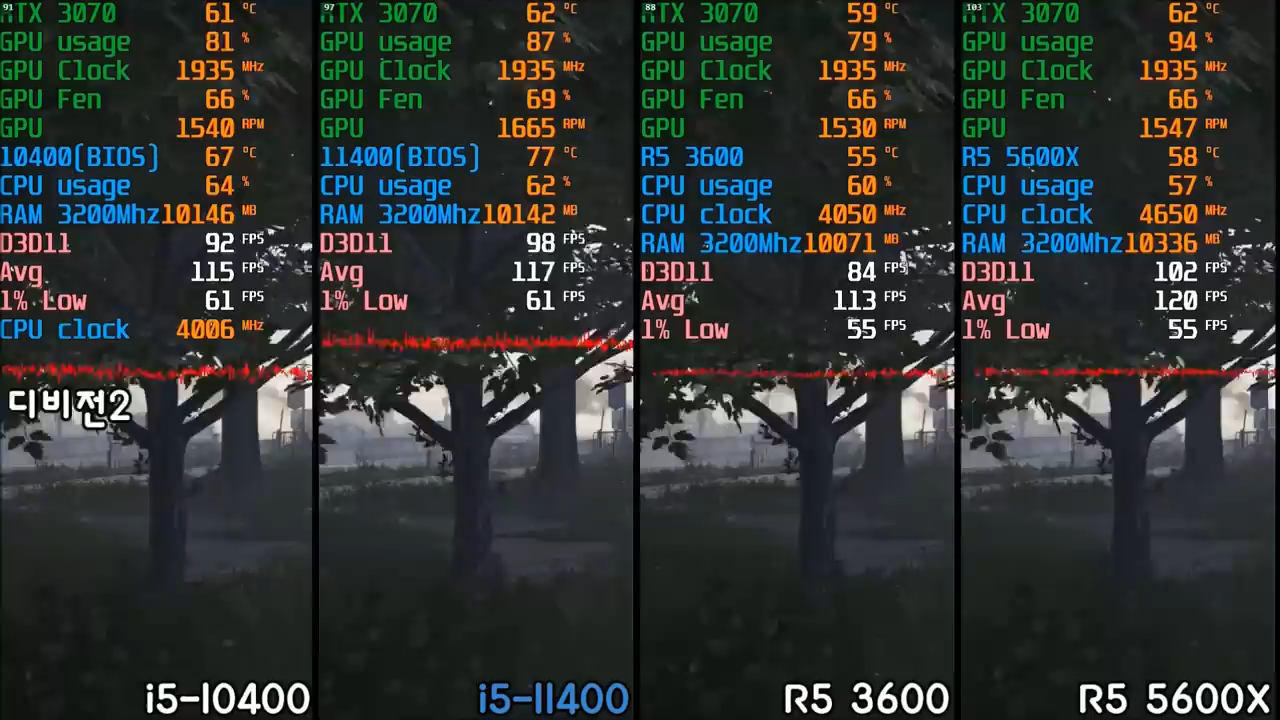 91
RTX 3070 61 °C
GPU usage 81 %
GPU Clock 1935 MHz
GPU Fen 66 %
GPU 1540 RPM
10400(BIOS) 67 °C
CPU usage 64 %
RAM 3200Mhz 10146 MB
D3D11 92 FPS
Avg 115 FPS
1% Low 61 FPS
CPU clock 4006 MHz
디비전2
i5-10400
97
RTX 3070 62 °C
GPU usage 87 %
GPU Clock 1935 MHz
GPU Fen 69 %
GPU 1665 RPM
11400(BIOS) 77 °C
CPU usage 62 %
RAM 3200Mhz 10142 MB
D3D11 98 FPS
Avg 117 FPS
1% Low 61 FPS
i5-11400
88
RTX 3070 59 °C
GPU usage 79 %
GPU Clock 1935 MHz
GPU Fen 66 %
GPU 1530 RPM
R5 3600 55 °C
CPU usage 60 %
CPU clock 4050 MHz
RAM 3200Mhz 10071 MB
D3D11 84 FPS
Avg 113 FPS
1% Low 55 FPS
R5 3600
103
RTX 3070 62 °C
GPU usage 94 %
GPU Clock 1935 MHz
GPU Fen 66 %
GPU 1547 RPM
R5 5600X 58 °C
CPU usage 57 %
CPU clock 4650 MHz
RAM 3200Mhz 10336 MB
D3D11 102 FPS
Avg 120 FPS
1% Low 55 FPS
R5 5600X